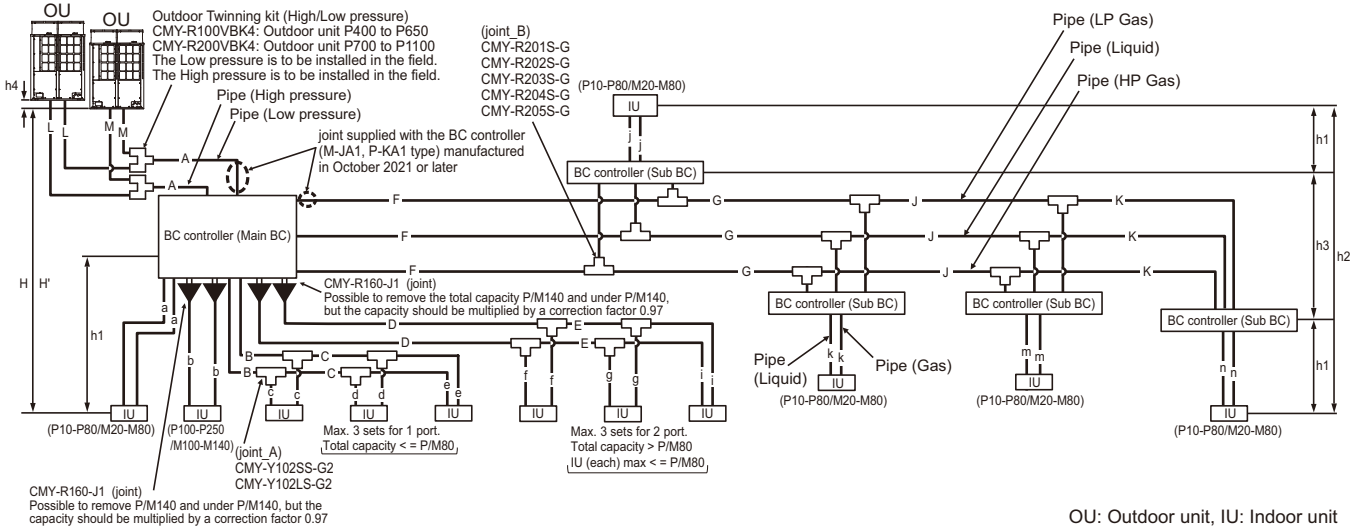 OU
OU
Outdoor Twinning kit (High/Low pressure)
CMY-R100VBK4: Outdoor unit P400 to P650
CMY-R200VBK4: Outdoor unit P700 to P1100
The Low pressure is to be installed in the field.
The High pressure is to be installed in the field.
Pipe (High pressure)
Pipe (Low pressure)
joint supplied with the BC controller
(M-JA1, P-KA1 type) manufactured
in October 2021 or later
(joint_B)
CMY-R201S-G
CMY-R202S-G
CMY-R203S-G
CMY-R204S-G
CMY-R205S-G
Pipe (LP Gas)
Pipe (Liquid)
Pipe (HP Gas)
(P10-P80/M20-M80)
IU
j
j
BC controller (Sub BC)
h4
L
L
M
M
A
A
H
H'
h1
BC controller (Main BC)
F
F
F
G
G
G
J
J
J
K
K
K
h1
h3
h2
h1
CMY-R160-J1 (joint)
Possible to remove the total capacity P/M140 and under P/M140,
but the capacity should be multiplied by a correction factor 0.97
BC controller (Sub BC)
BC controller (Sub BC)
BC controller (Sub BC)
a
a
b
b
B
B
C
C
D
D
E
E
c
c
d
d
e
e
f
f
g
g
i
i
Pipe
(Liquid)
k
k
Pipe (Gas)
m
m
n
n
IU
(P10-P80/M20-M80)
IU
(P10-P80/M20-M80)
IU
(P10-P80/M20-M80)
IU
(P10-P80/M20-M80)
IU
(P100-P250
/M100-M140)
IU
IU
IU
IU
IU
IU
Max. 3 sets for 1 port.
Total capacity < = P/M80
Max. 3 sets for 2 port.
Total capacity > P/M80
IU (each) max < = P/M80
(joint_A)
CMY-Y102SS-G2
CMY-Y102LS-G2
CMY-R160-J1 (joint)
Possible to remove P/M140 and under P/M140, but the
capacity should be multiplied by a correction factor 0.97
OU: Outdoor unit, IU: Indoor unit